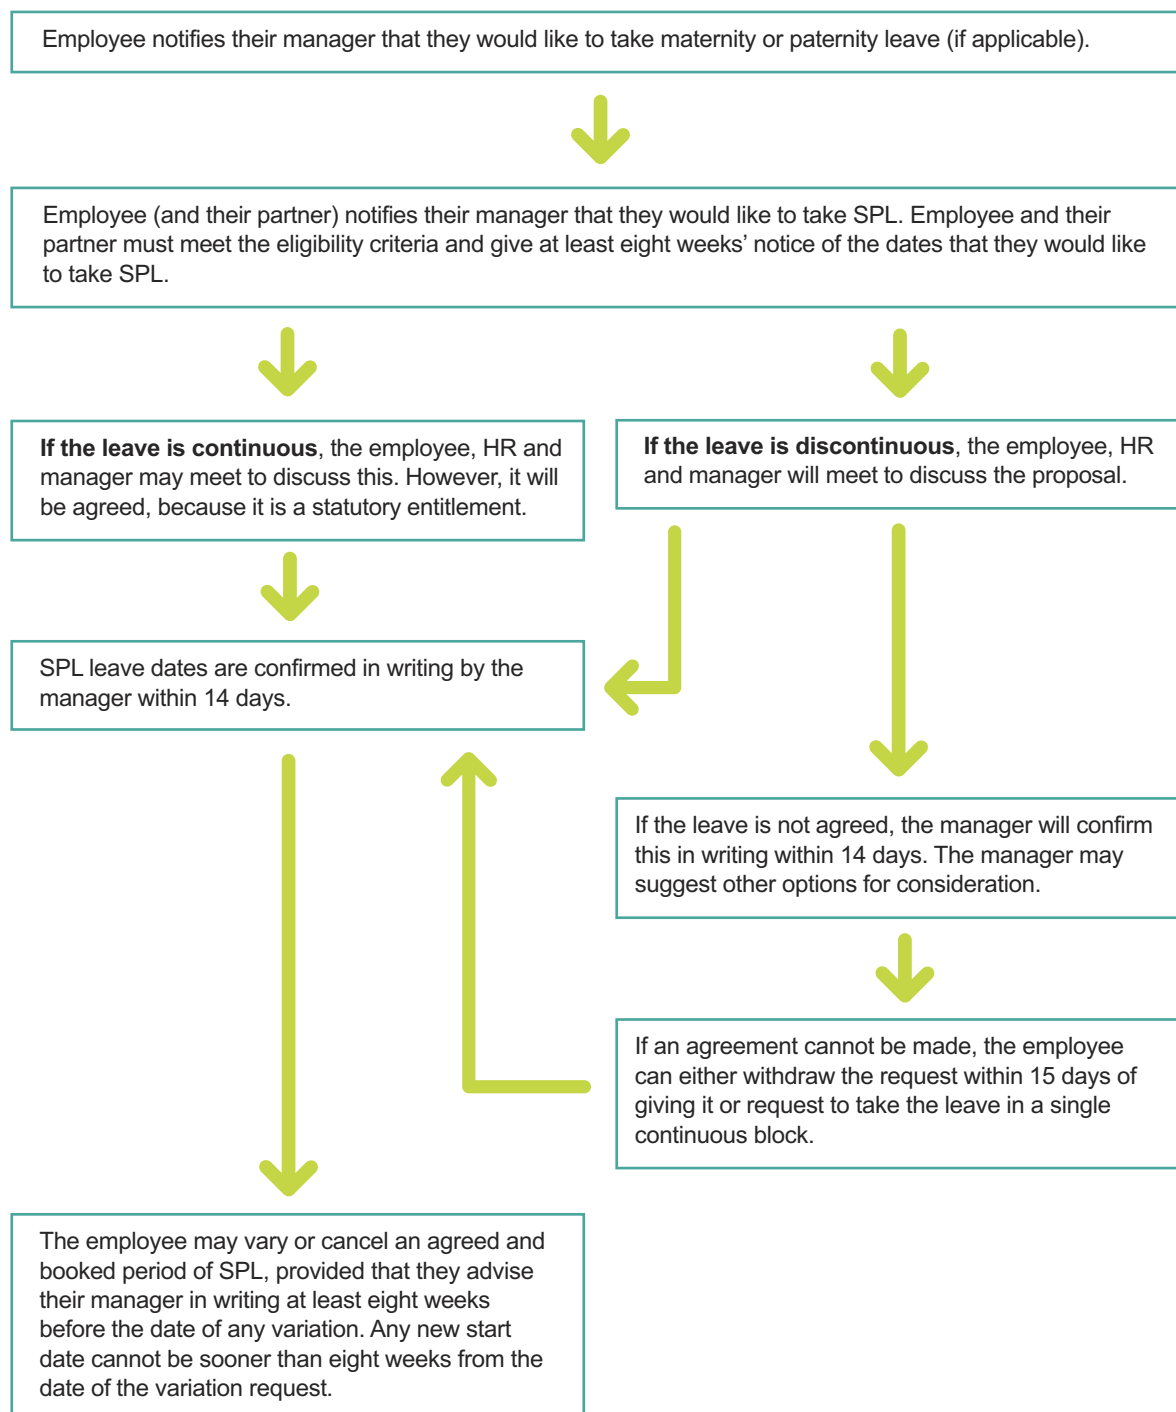 Employee notifies their manager that they would like to take maternity or paternity leave (if applicable).
Employee (and their partner) notifies their manager that they would like to take SPL. Employee and their
partner must meet the eligibility criteria and give at least eight weeks’ notice of the dates that they would like
to take SPL.
If the leave is continuous, the employee, HR and
manager may meet to discuss this. However, it will
be agreed, because it is a statutory entitlement.
If the leave is discontinuous, the employee, HR
and manager will meet to discuss the proposal.
SPL leave dates are confirmed in writing by the
manager within 14 days.
If the leave is not agreed, the manager will confirm
this in writing within 14 days. The manager may
suggest other options for consideration.
If an agreement cannot be made, the employee
can either withdraw the request within 15 days of
giving it or request to take the leave in a single
continuous block.
The employee may vary or cancel an agreed and
booked period of SPL, provided that they advise
their manager in writing at least eight weeks
before the date of any variation. Any new start
date cannot be sooner than eight weeks from the
date of the variation request.